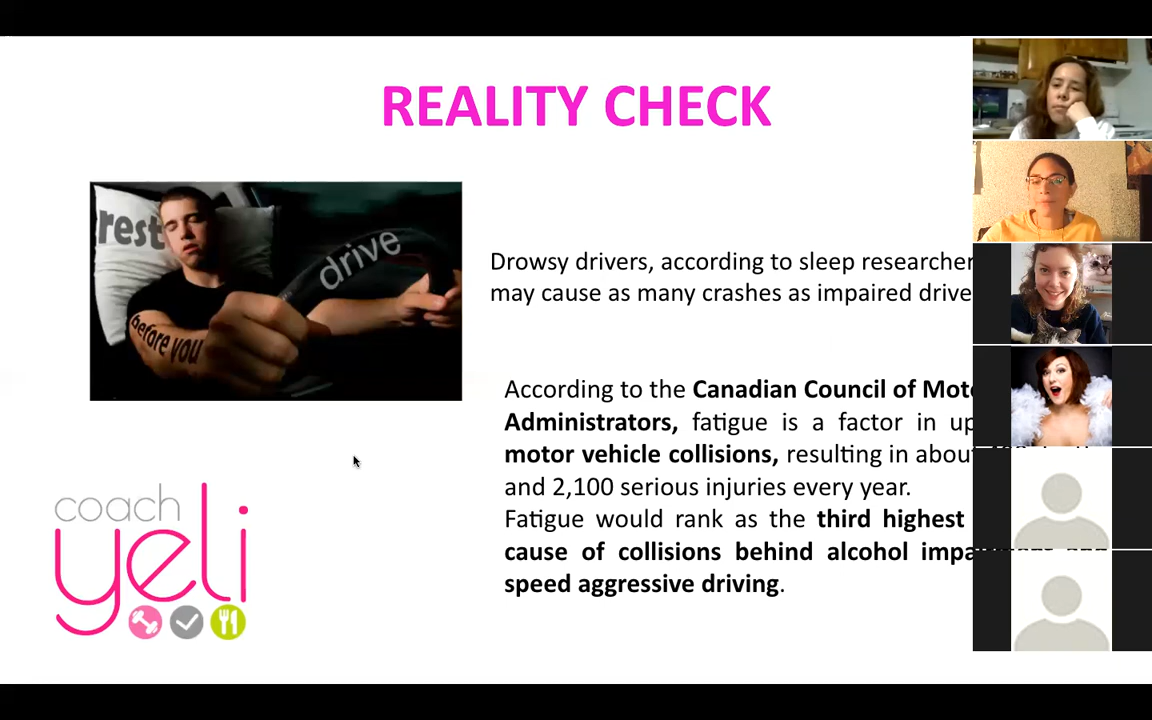 REALITY CHECK
rest
drive
before you
Drowsy drivers, according to sleep researcher
may cause as many crashes as impaired drive
According to the Canadian Council of Mot
Administrators, fatigue is a factor in up
motor vehicle collisions, resulting in about
and 2,100 serious injuries every year.
Fatigue would rank as the third highest
cause of collisions behind alcohol impa
speed aggressive driving.
coach
yeli